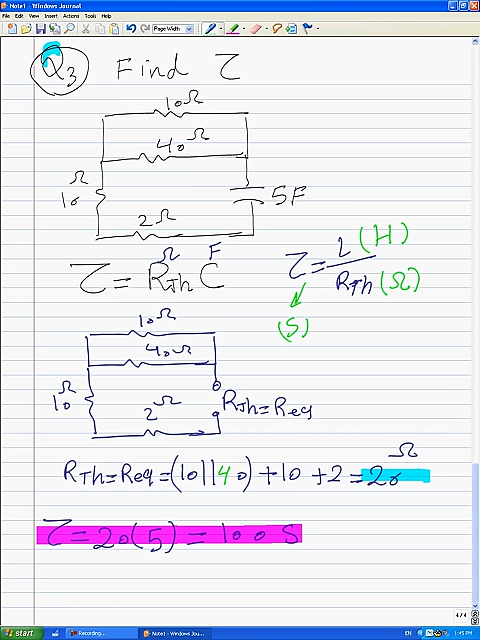 Note1 - Windows Journal
File Edit View Insert Actions Tools Help
Page Width
Q3 Find τ
10Ω
40Ω
10Ω
5F
2Ω
τ = RTh C
Ω F
τ = L (H)
RTh (Ω)
(S)
10Ω
40Ω
10Ω
2Ω
RTh = Req
RTh = Req = (10||40) + 10 + 2 = 20 Ω
τ = 20(5) = 100 S
4 / 4
start Recording... Note1 - Windows Jou... EN 1:45 PM